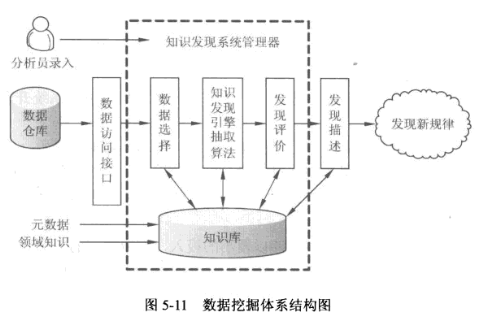 知识发现系统管理器
分析员录入
数据
仓库
数据访问接口
数据选择
知识发现引擎抽取算法
发现评价
发现描述
发现新规律
元数据
领域知识
知识库
图 5-11 数据挖掘体系结构图